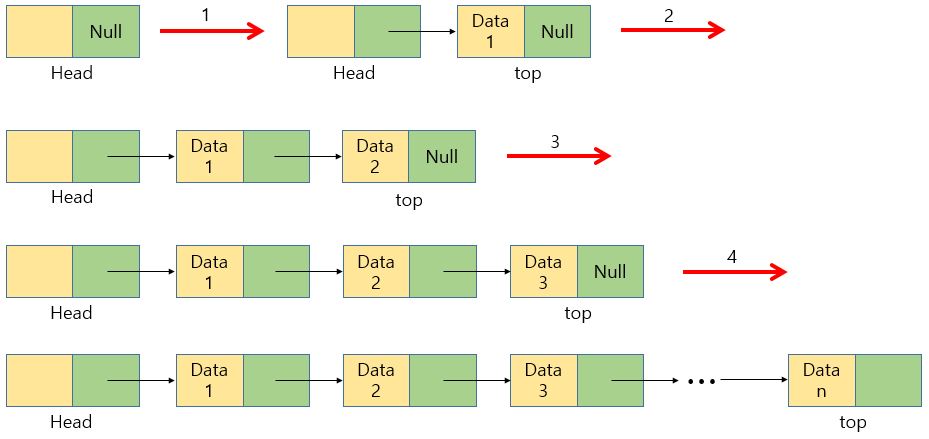 Null
1
Data
1
Null
2
Head
Head
top
Data
1
Data
2
Null
3
Head
top
Data
1
Data
2
Data
3
Null
4
Head
top
Data
1
Data
2
Data
3
...
Data
n
Head
top